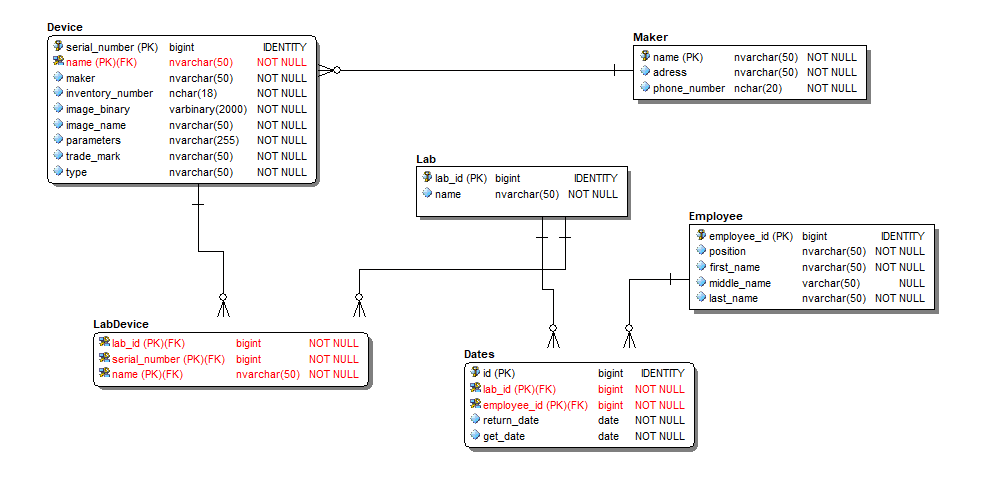 Device
serial_number (PK) bigint IDENTITY
name (PK)(FK) nvarchar(50) NOT NULL
maker nvarchar(50) NOT NULL
inventory_number nchar(18) NOT NULL
image_binary varbinary(2000) NOT NULL
image_name nvarchar(50) NOT NULL
parameters nvarchar(255) NOT NULL
trade_mark nvarchar(50) NOT NULL
type nvarchar(50) NOT NULL
Maker
name (PK) nvarchar(50) NOT NULL
adress nvarchar(50) NOT NULL
phone_number nchar(20) NOT NULL
Lab
lab_id (PK) bigint IDENTITY
name nvarchar(50) NOT NULL
Employee
employee_id (PK) bigint IDENTITY
position nvarchar(50) NOT NULL
first_name nvarchar(50) NOT NULL
middle_name varchar(50) NULL
last_name nvarchar(50) NOT NULL
LabDevice
lab_id (PK)(FK) bigint NOT NULL
serial_number (PK)(FK) bigint NOT NULL
name (PK)(FK) nvarchar(50) NOT NULL
Dates
id (PK) bigint IDENTITY
lab_id (PK)(FK) bigint NOT NULL
employee_id (PK)(FK) bigint NOT NULL
return_date date NOT NULL
get_date date NOT NULL